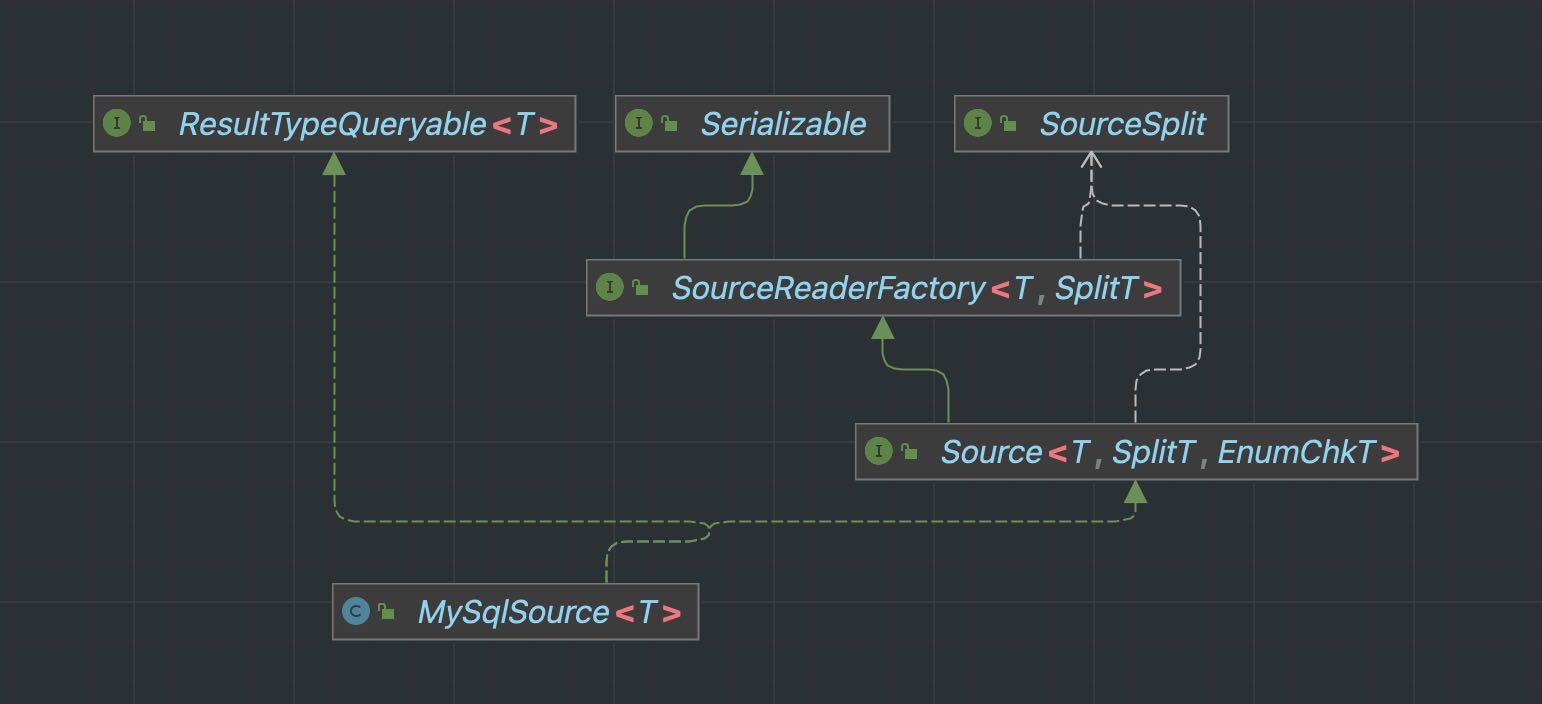 I ResultTypeQueryable<T>
I Serializable
I SourceSplit
I SourceReaderFactory<T, SplitT>
I Source<T, SplitT, EnumChkT>
C MySqlSource<T>